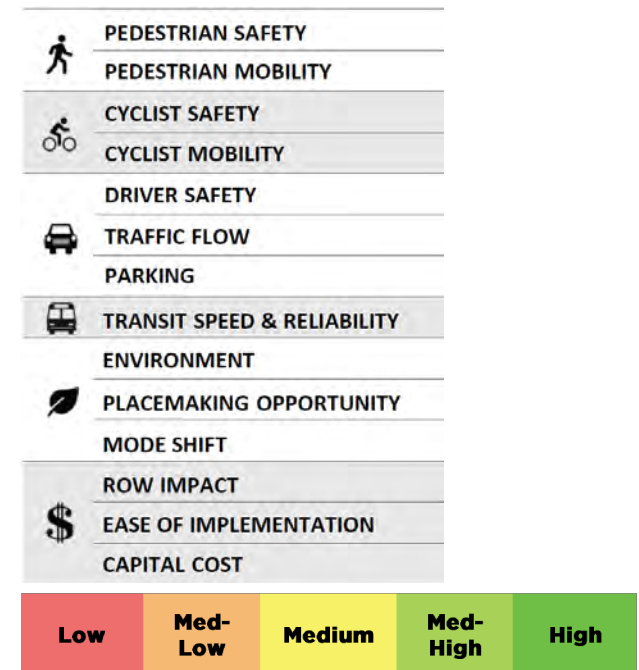 PEDESTRIAN SAFETY
PEDESTRIAN MOBILITY
CYCLIST SAFETY
CYCLIST MOBILITY
DRIVER SAFETY
TRAFFIC FLOW
PARKING
TRANSIT SPEED & RELIABILITY
ENVIRONMENT
PLACEMAKING OPPORTUNITY
MODE SHIFT
$
ROW IMPACT
EASE OF IMPLEMENTATION
CAPITAL COST
Low
Med-
Low
Medium
Med-
High
High